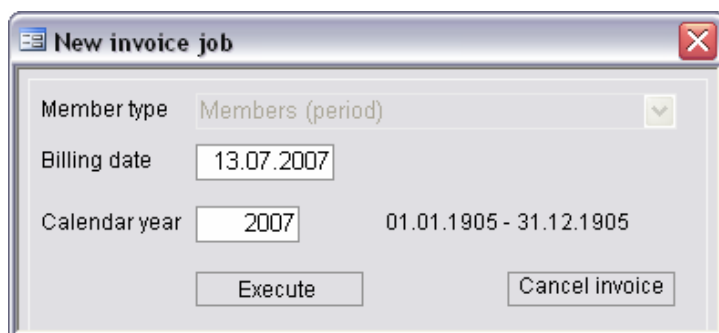 New invoice job
Member type Members (period)
Billing date 13.07.2007
Calendar year 2007 01.01.1905 - 31.12.1905
Execute Cancel invoice